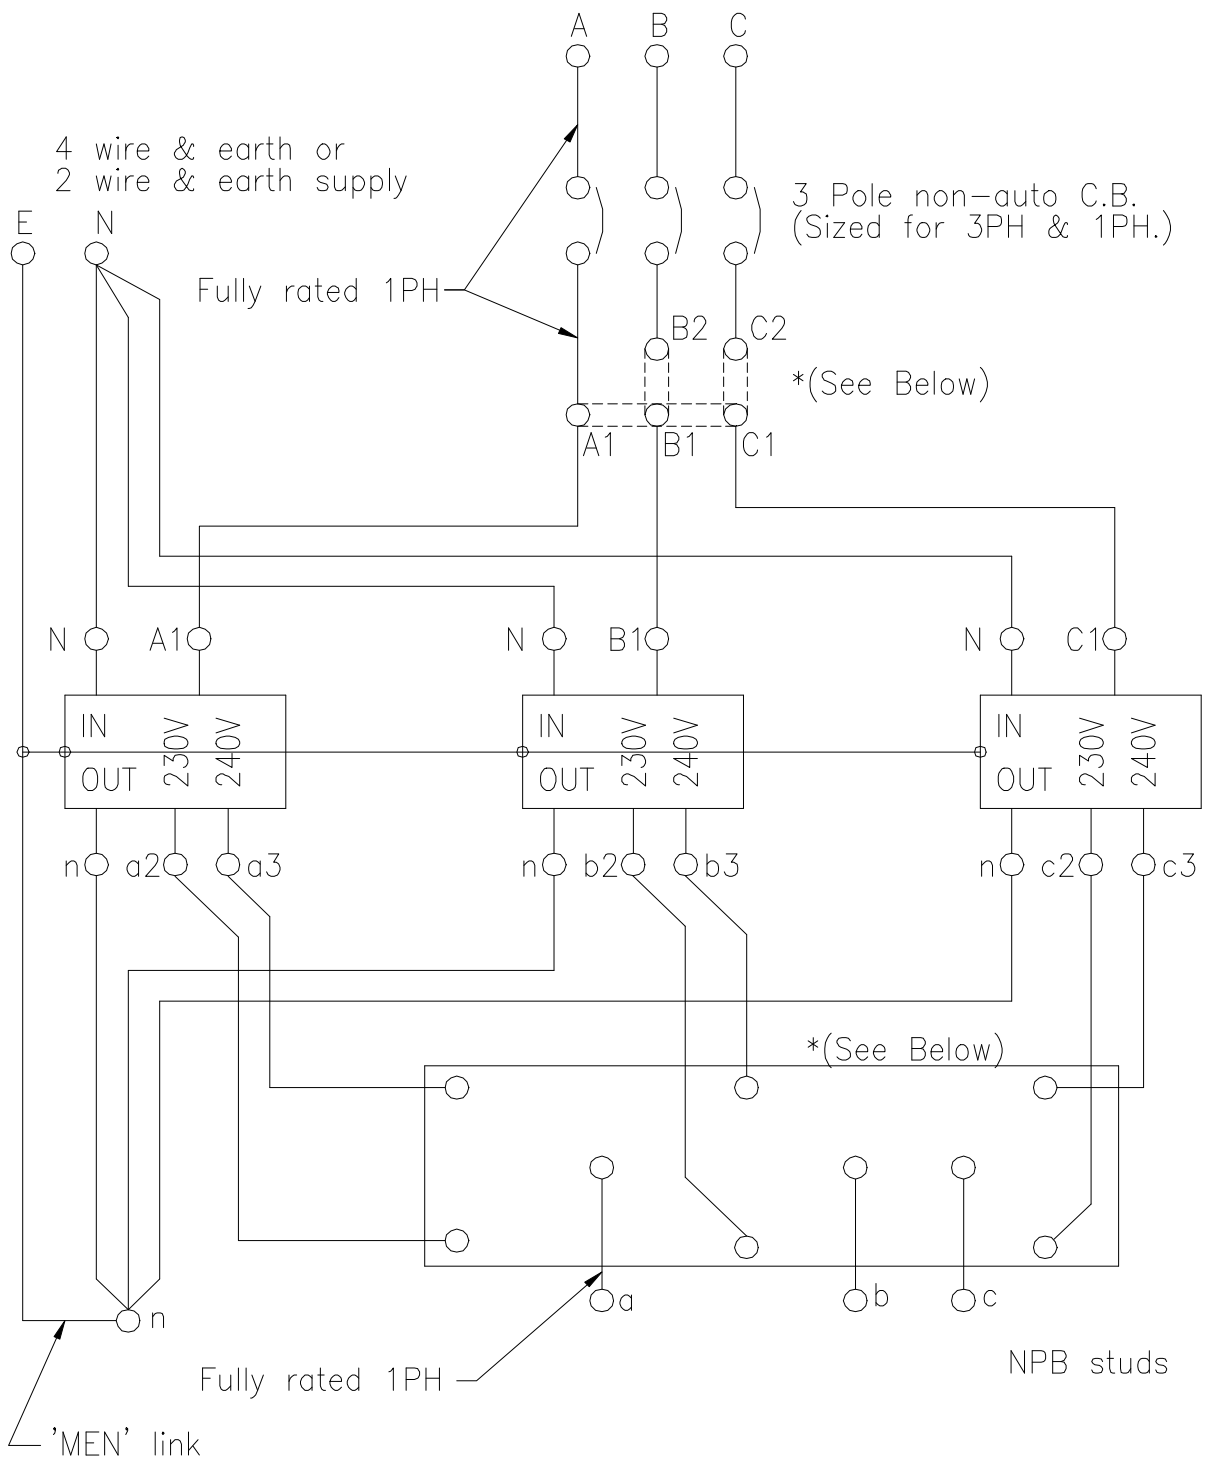 A B C
4 wire & earth or
2 wire & earth supply
3 Pole non-auto C.B.
(Sized for 3PH & 1PH.)
E N
Fully rated 1PH
B2 C2
*(See Below)
A1 B1 C1
N A1 N B1 N C1
IN 230V 240V IN 230V 240V IN 230V 240V
OUT OUT OUT
n a2 a3 n b2 b3 n c2 c3
*(See Below)
a b c
n
NPB studs
Fully rated 1PH
'MEN' link